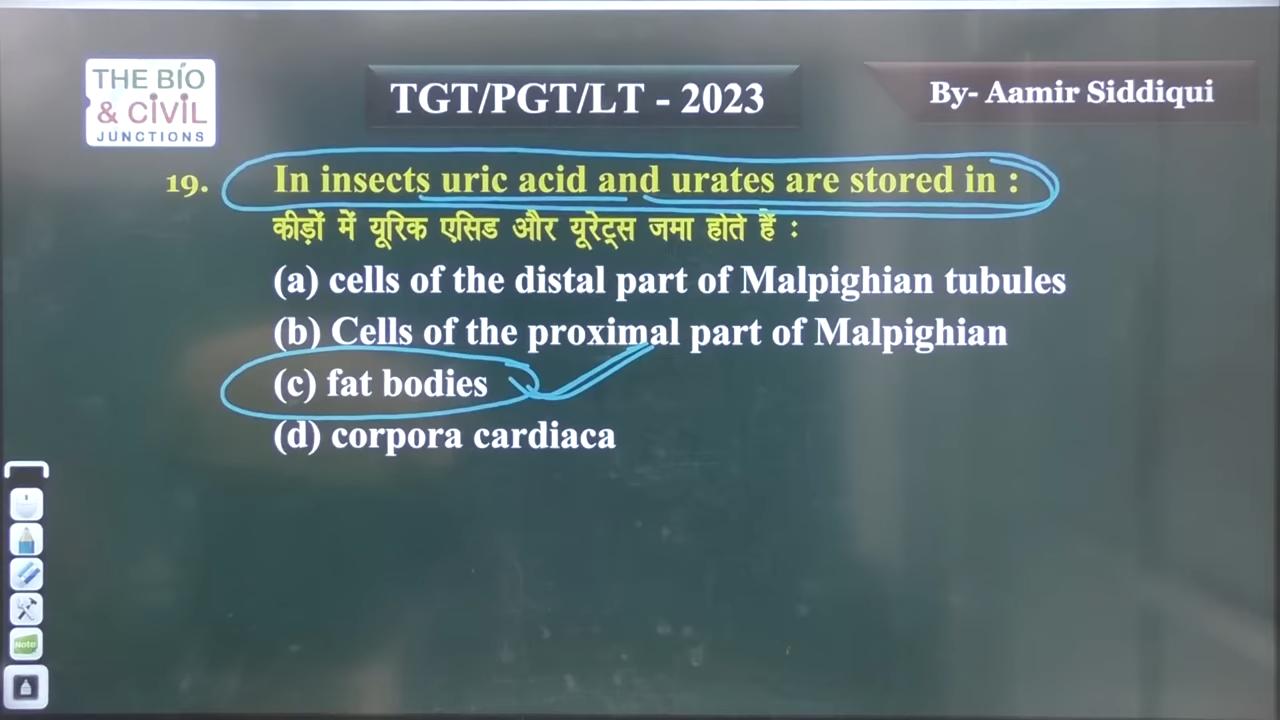 THE BIO
& CIVIL
JUNCTIONS
TGT/PGT/LT - 2023
By- Aamir Siddiqui
19. In insects uric acid and urates are stored in :
कीड़ों में यूरिक एसिड और यूरेट्स जमा होते हैं :
(a) cells of the distal part of Malpighian tubules
(b) Cells of the proximal part of Malpighian
(c) fat bodies
(d) corpora cardiaca
Note